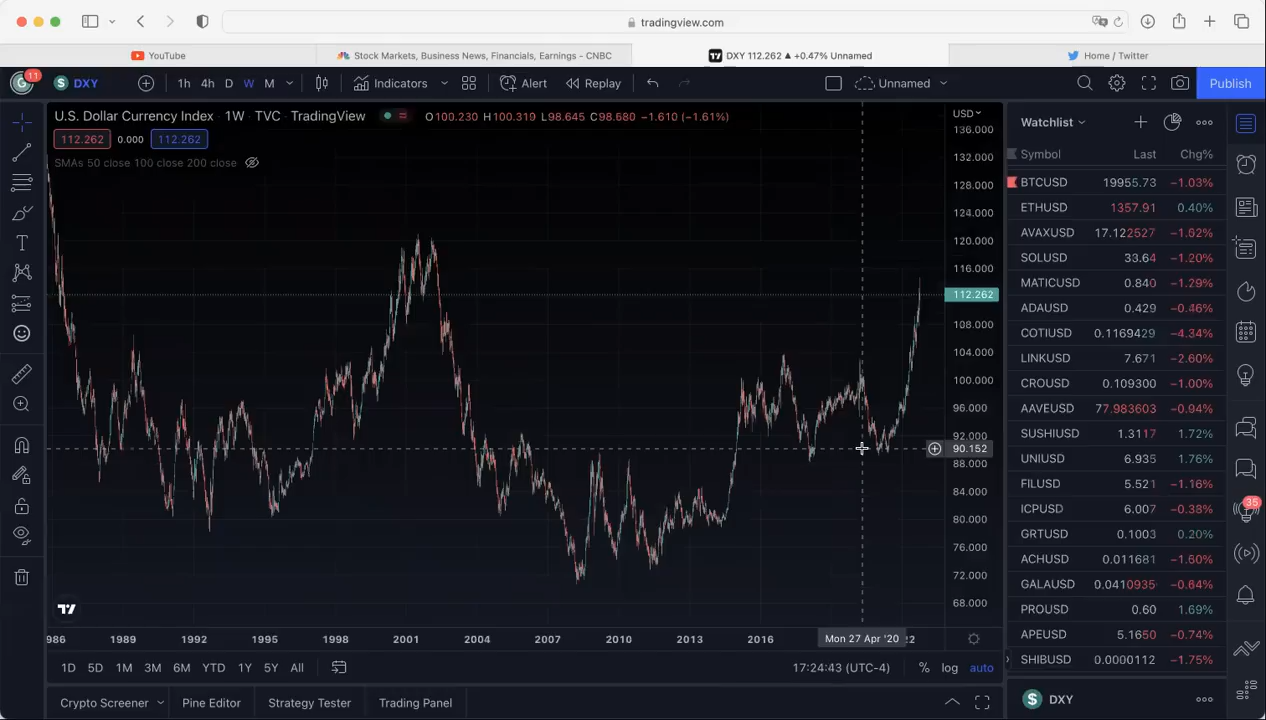 tradingview.com
YouTube
Stock Markets, Business News, Financials, Earnings - CNBC
DXY 112.262 ▲ +0.47% Unnamed
Home / Twitter
11
DXY
1h 4h D W M
Indicators
Alert
Replay
Unnamed
Publish
U.S. Dollar Currency Index · 1W · TVC · TradingView
O100.230 H100.319 L98.645 C98.680 −1.610 (−1.61%)
USD
112.262 0.000 112.262
SMAs 50 close 100 close 200 close
136.000
132.000
128.000
124.000
120.000
116.000
112.262
108.000
104.000
100.000
96.000
92.000
90.152
88.000
84.000
80.000
76.000
72.000
68.000
986 1989 1992 1995 1998 2001 2004 2007 2010 2013 2016 Mon 27 Apr '20 22
1D 5D 1M 3M 6M YTD 1Y 5Y All
17:24:43 (UTC-4) % log auto
Crypto Screener
Pine Editor
Strategy Tester
Trading Panel
Watchlist
Symbol Last Chg%
BTCUSD 19955.73 −1.03%
ETHUSD 1357.91 0.40%
AVAXUSD 17.122527 −1.02%
SOLUSD 33.64 −1.20%
MATICUSD 0.840 −1.29%
ADAUSD 0.429 −0.46%
COTIUSD 0.1169429 −4.34%
LINKUSD 7.671 −2.60%
CROUSD 0.109300 −1.00%
AAVEUSD 77.983603 −0.94%
SUSHIUSD 1.3117 1.72%
UNIUSD 6.935 1.76%
FILUSD 5.521 −1.16%
ICPUSD 6.007 −0.38%
GRTUSD 0.1003 0.20%
ACHUSD 0.011681 −1.50%
GALAUSD 0.0410935 −0.64%
PROUSD 0.60 1.69%
APEUSD 5.1650 −0.74%
SHIBUSD 0.0000112 −1.75%
DXY
35